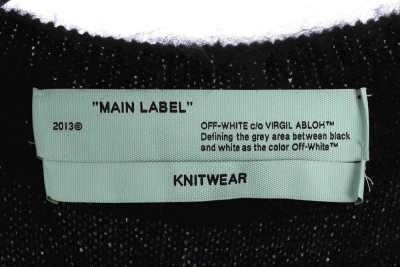 "MAIN LABEL"
2013©
OFF-WHITE c/o VIRGIL ABLOH™
Defining the grey area between black
and white as the color Off-White™
KNITWEAR